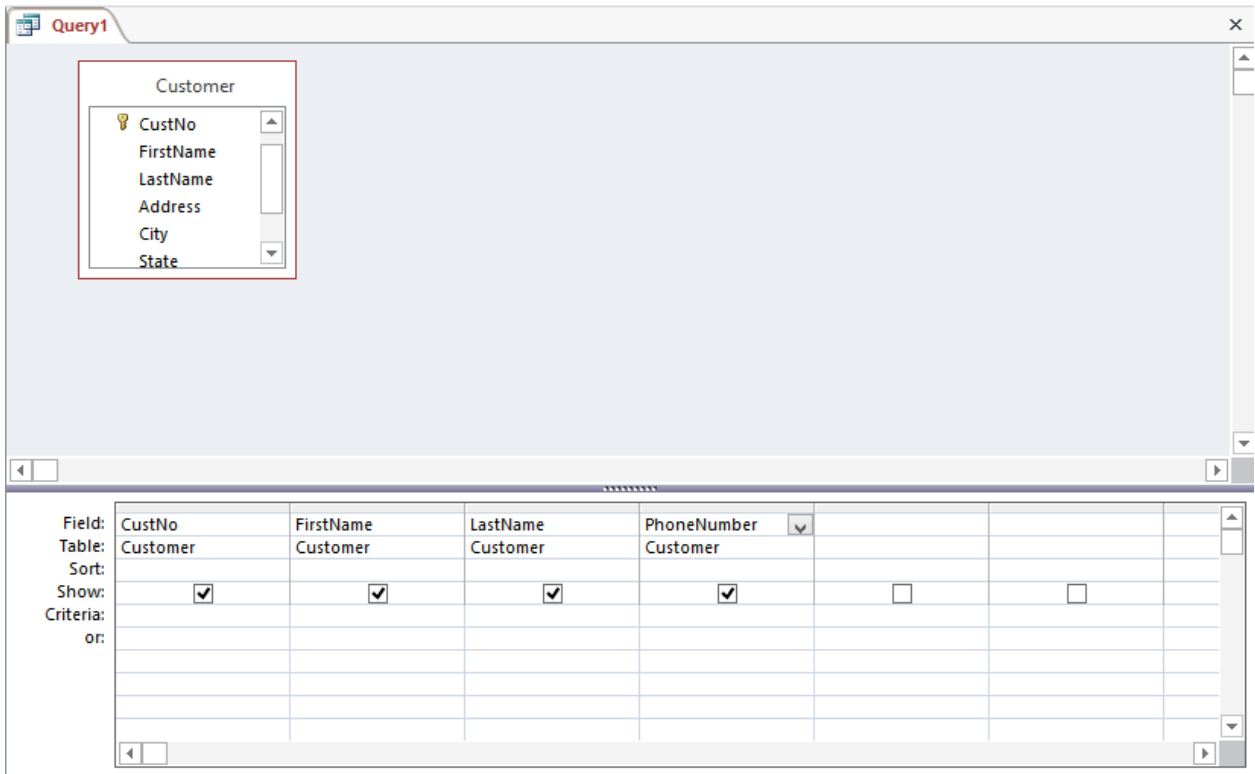 Query1
Customer
CustNo
FirstName
LastName
Address
City
State
Field: CustNo FirstName LastName PhoneNumber
Table: Customer Customer Customer Customer
Sort:
Show:
Criteria:
or: